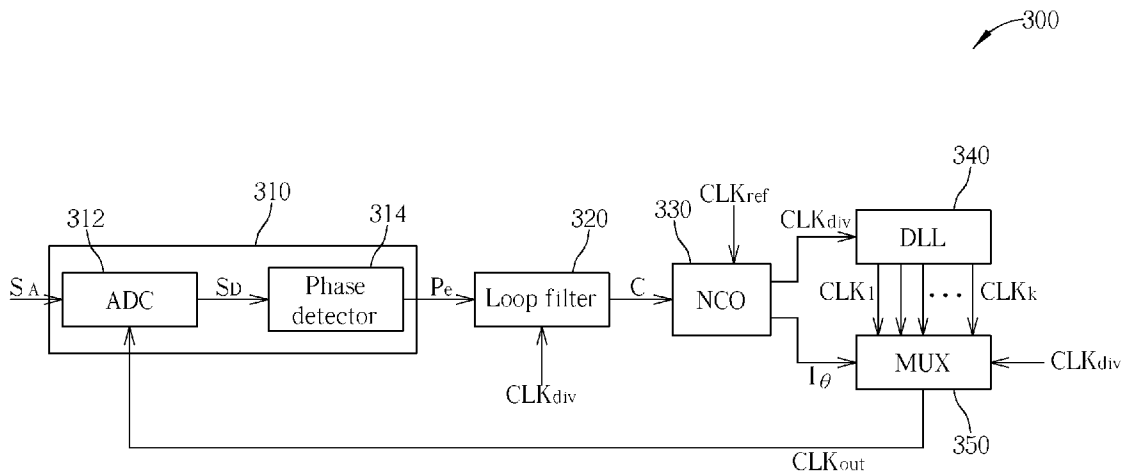 300
340
310
312
314
320
330
CLKref
CLKdiv
DLL
SA
ADC
SD
Phase
detector
Pe
Loop filter
C
NCO
CLK1
...
CLKk
Iθ
MUX
CLKdiv
CLKdiv
350
CLKout